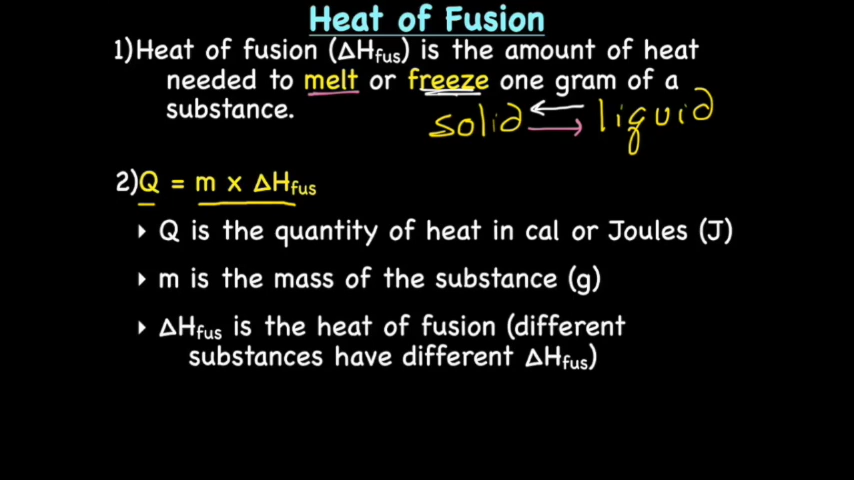 Heat of Fusion
1)Heat of fusion (ΔHfus) is the amount of heat
needed to melt or freeze one gram of a
substance.
solid liquid
2)Q = m x ΔHfus
‣ Q is the quantity of heat in cal or Joules (J)
‣ m is the mass of the substance (g)
‣ ΔHfus is the heat of fusion (different
substances have different ΔHfus)